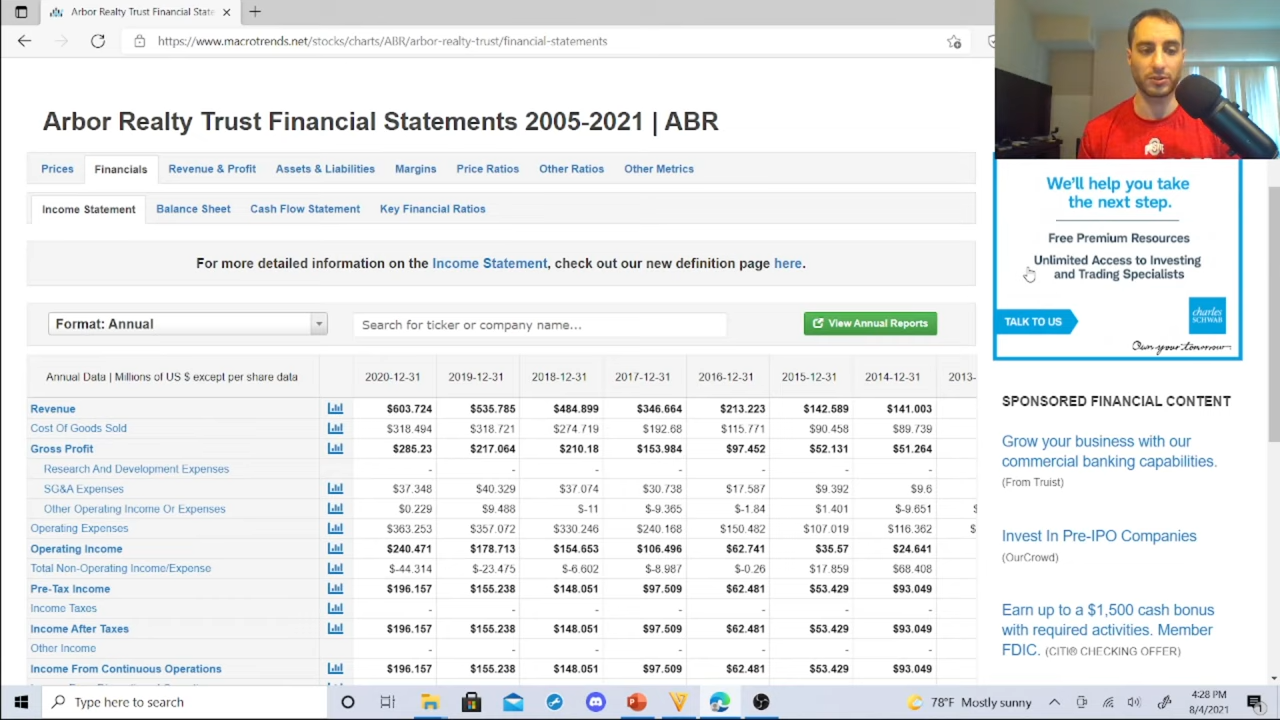 Arbor Realty Trust Financial State
https://www.macrotrends.net/stocks/charts/ABR/arbor-realty-trust/financial-statements
Arbor Realty Trust Financial Statements 2005-2021 | ABR
Prices Financials Revenue & Profit Assets & Liabilities Margins Price Ratios Other Ratios Other Metrics
Income Statement Balance Sheet Cash Flow Statement Key Financial Ratios
For more detailed information on the Income Statement, check out our new definition page here.
Format: Annual Search for ticker or company name... View Annual Reports
Annual Data | Millions of US $ except per share data 2020-12-31 2019-12-31 2018-12-31 2017-12-31 2016-12-31 2015-12-31 2014-12-31 2013-
Revenue $603.724 $535.785 $484.899 $346.664 $213.223 $142.589 $141.003
Cost Of Goods Sold $318.494 $318.721 $274.719 $192.68 $115.771 $90.458 $89.739
Gross Profit $285.23 $217.064 $210.18 $153.984 $97.452 $52.131 $51.264
Research And Development Expenses - - - - - - -
SG&A Expenses $37.348 $40.329 $37.074 $30.738 $17.587 $9.392 $9.6
Other Operating Income Or Expenses $0.229 $9.488 $-11 $-9.365 $-1.84 $1.401 $-9.651 $
Operating Expenses $363.253 $357.072 $330.246 $240.168 $150.482 $107.019 $116.362 $
Operating Income $240.471 $178.713 $154.653 $106.496 $62.741 $35.57 $24.641
Total Non-Operating Income/Expense $-44.314 $-23.475 $-6.602 $-8.987 $-0.26 $17.859 $68.408
Pre-Tax Income $196.157 $155.238 $148.051 $97.509 $62.481 $53.429 $93.049
Income Taxes - - - - - - -
Income After Taxes $196.157 $155.238 $148.051 $97.509 $62.481 $53.429 $93.049
Other Income - - - - - - -
Income From Continuous Operations $196.157 $155.238 $148.051 $97.509 $62.481 $53.429 $93.049
We'll help you take
the next step.
Free Premium Resources
Unlimited Access to Investing
and Trading Specialists
TALK TO US
charles
SCHWAB
Own your tomorrow
SPONSORED FINANCIAL CONTENT
Grow your business with our
commercial banking capabilities.
(From Truist)
Invest In Pre-IPO Companies
(OurCrowd)
Earn up to a $1,500 cash bonus
with required activities. Member
FDIC. (CITI® CHECKING OFFER)
Type here to search
78°F Mostly sunny
4:28 PM
8/4/2021
1